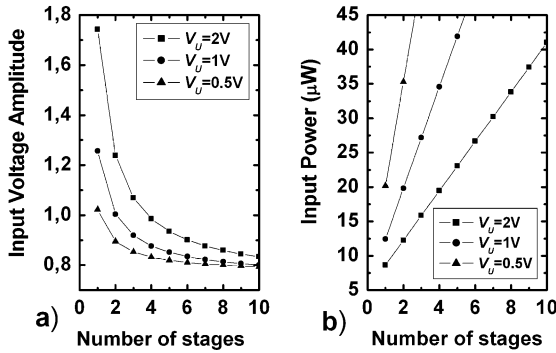 Input Voltage Amplitude
1,8
1,6
1,4
1,2
1,0
0,8
V_U=2V
V_U=1V
V_U=0.5V
0 2 4 6 8 10
a)
Number of stages
Input Power (μW)
45
40
35
30
25
20
15
10
5
V_U=2V
V_U=1V
V_U=0.5V
0 2 4 6 8 10
b)
Number of stages